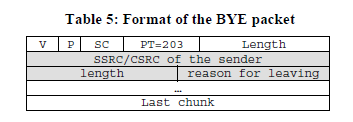 Table 5: Format of the BYE packet
V P SC PT=203 Length
SSRC/CSRC of the sender
length reason for leaving
…
Last chunk